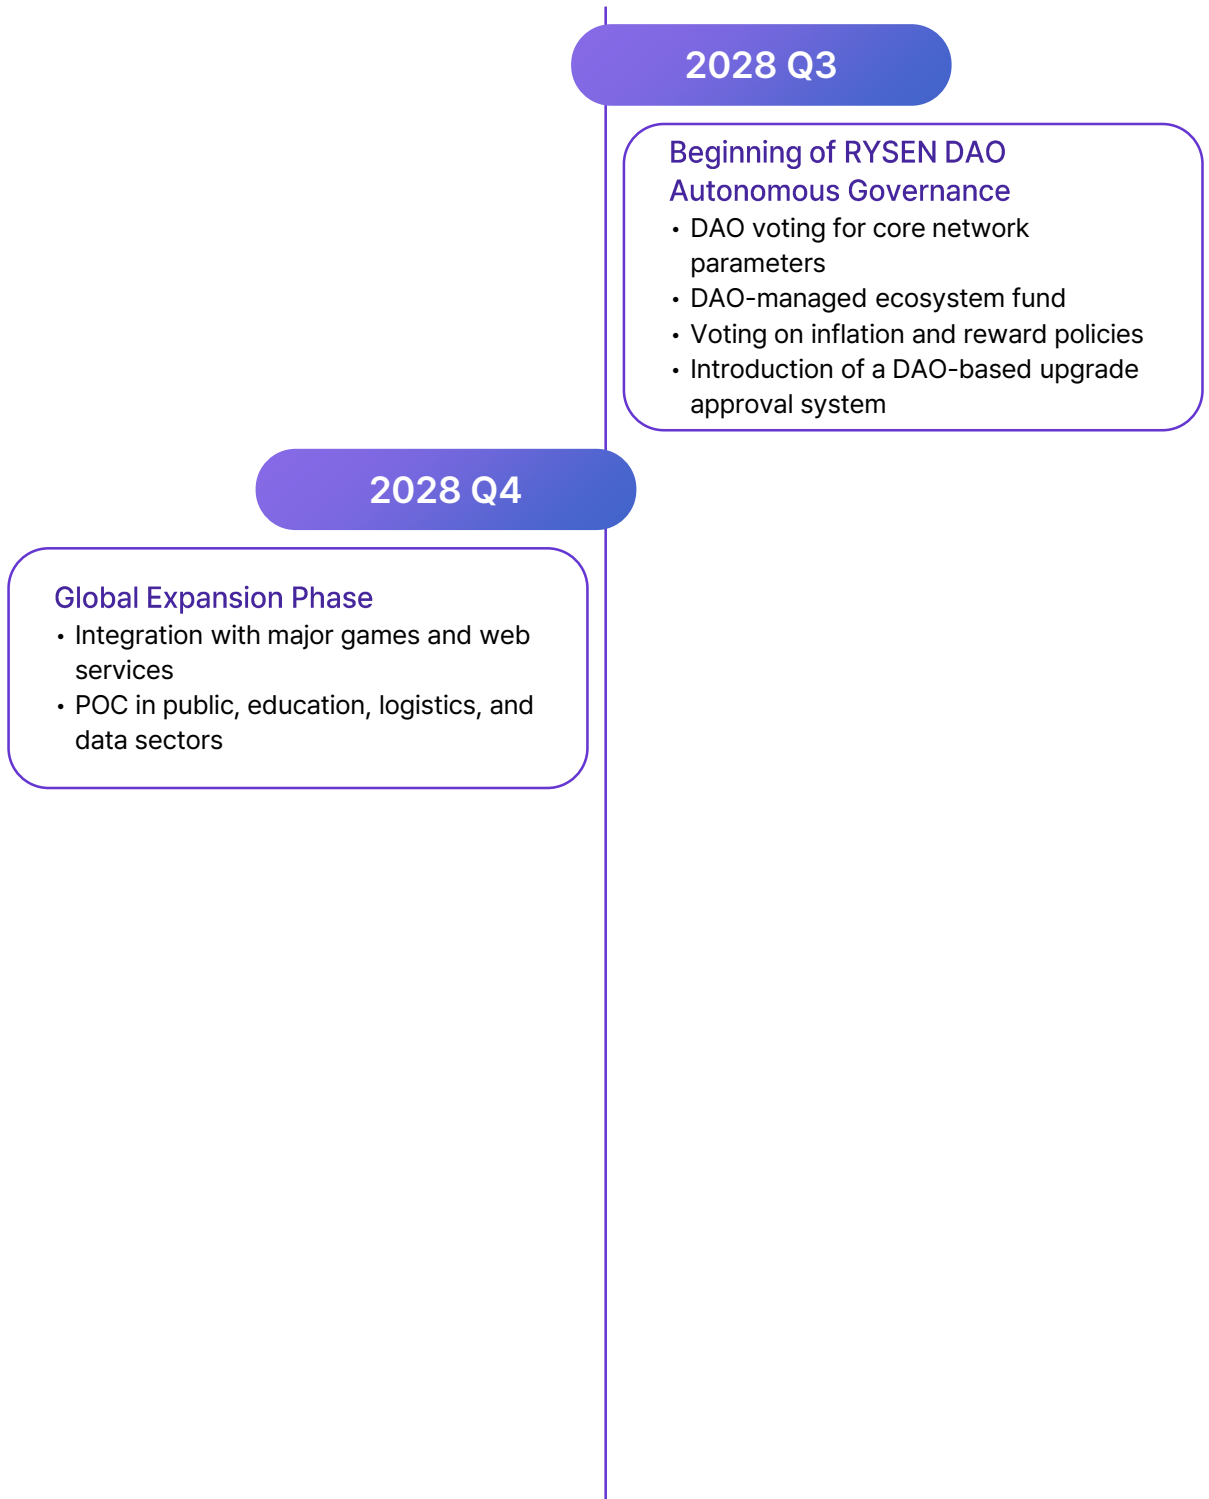 2028 Q3
Beginning of RYSEN DAO
Autonomous Governance
• DAO voting for core network
parameters
• DAO-managed ecosystem fund
• Voting on inflation and reward policies
• Introduction of a DAO-based upgrade
approval system
2028 Q4
Global Expansion Phase
• Integration with major games and web
services
• POC in public, education, logistics, and
data sectors